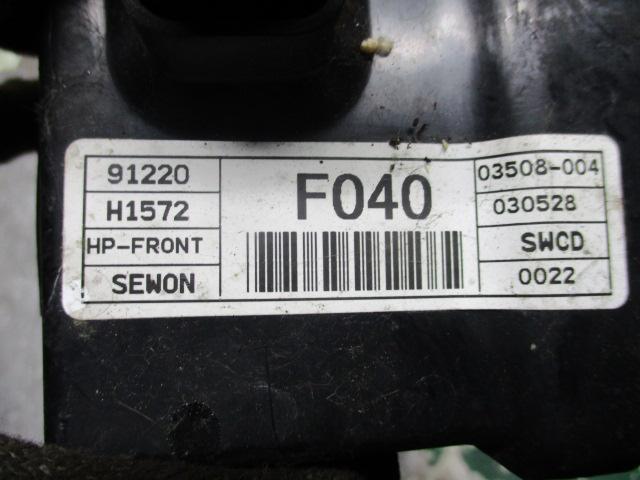 91220
H1572
HP-FRONT
SEWON
F040
03508-004
030528
SWCD
0022